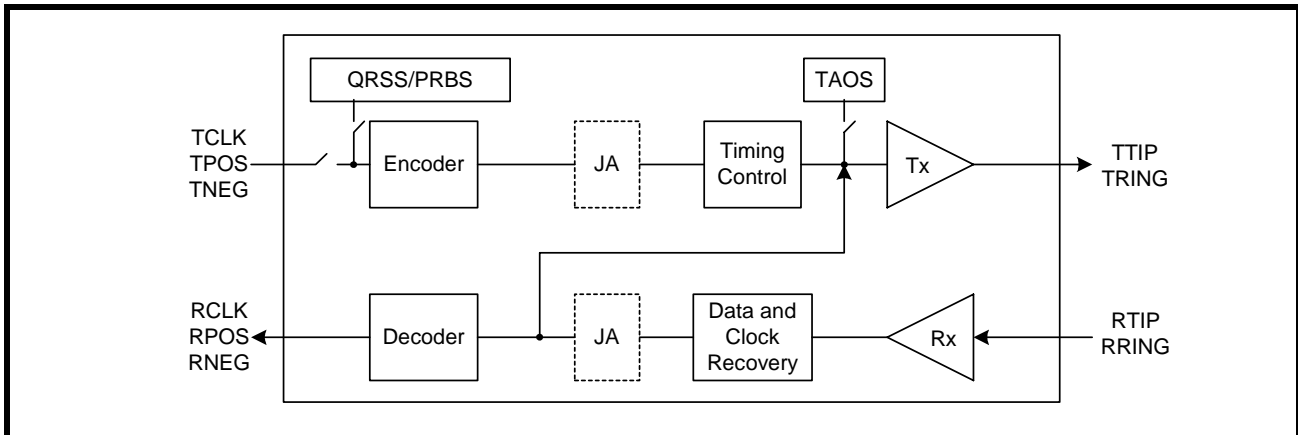 QRSS/PRBS
TAOS
TCLK
TPOS
TNEG
Encoder
JA
Timing
Control
Tx
TTIP
TRING
RCLK
RPOS
RNEG
Decoder
JA
Data and
Clock
Recovery
Rx
RTIP
RRING